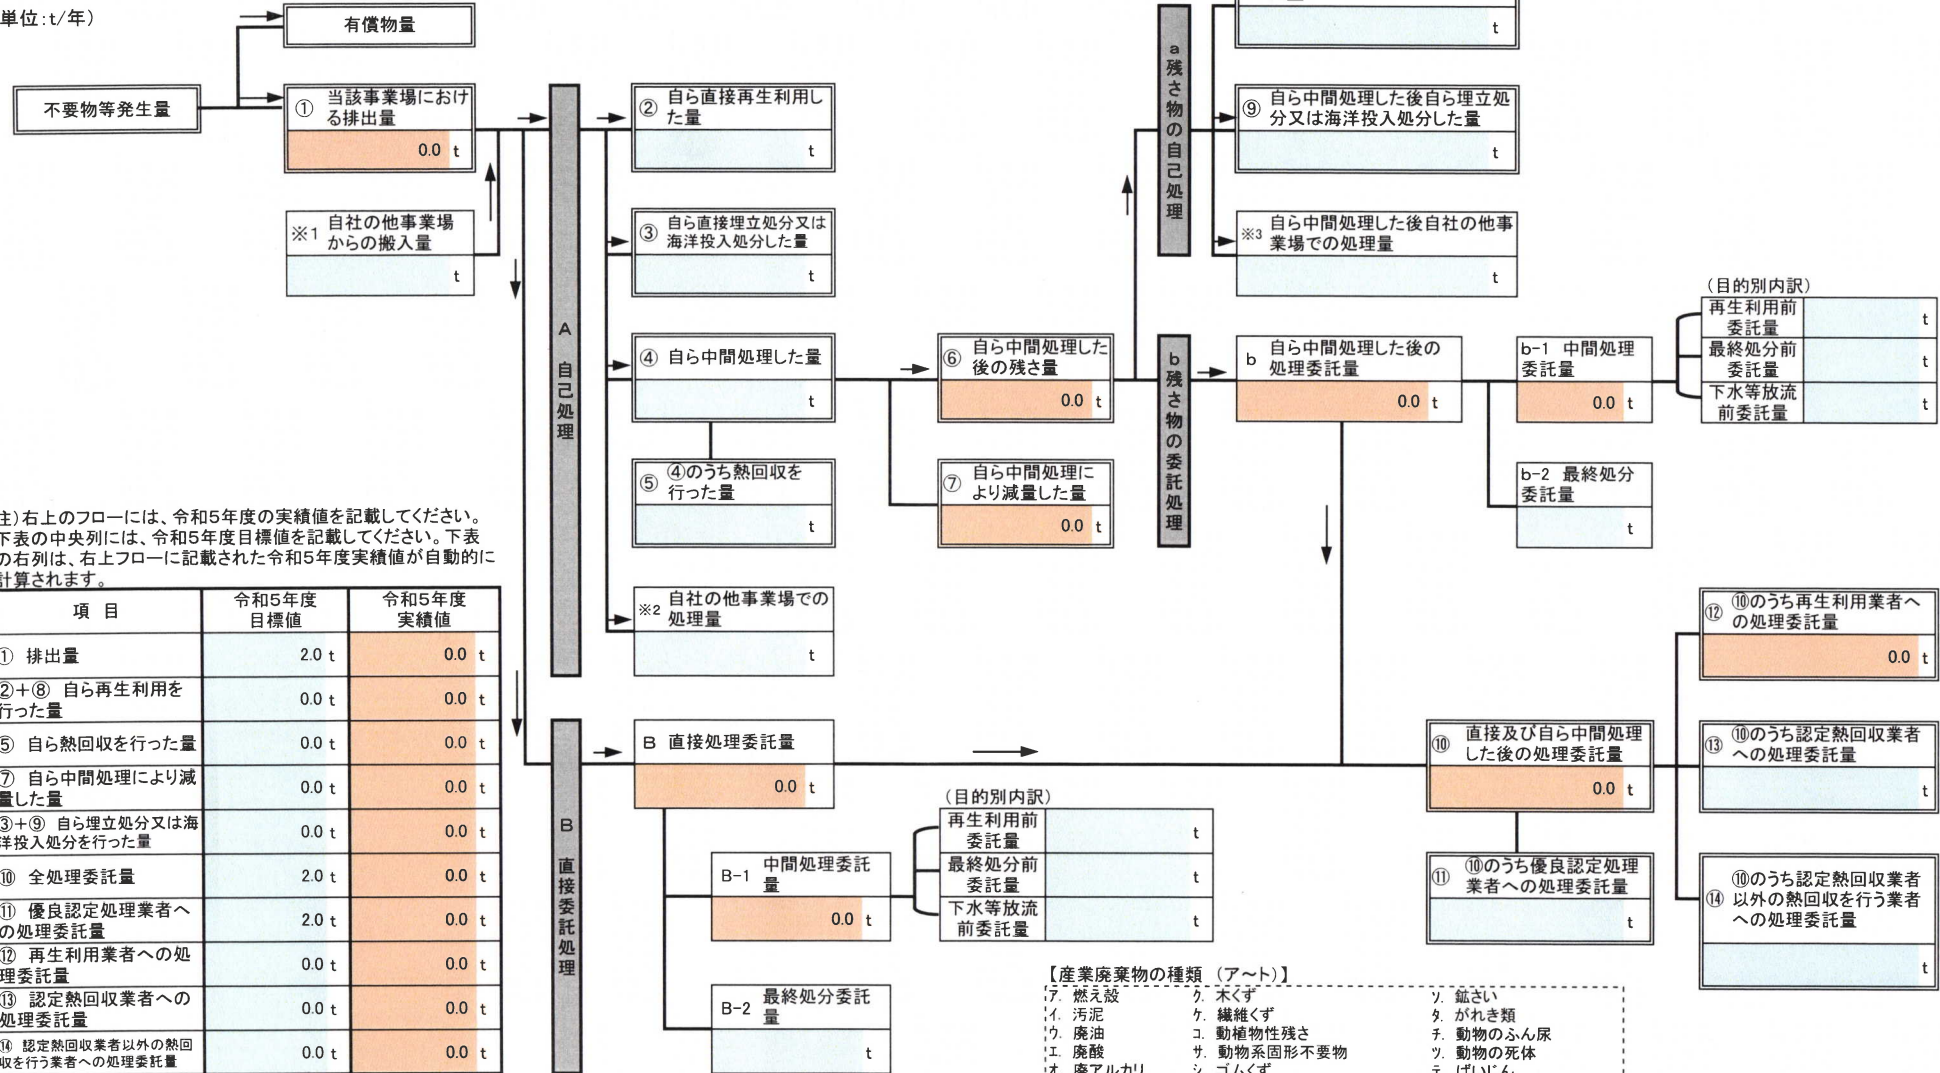 単位:t/年)
有償物量
不要物等発生量
① 当該事業場におけ
る排出量
0.0 t
※1 自社の他事業場
からの搬入量
t
A 自己処理
② 自ら直接再生利用し
た量
t
③ 自ら直接埋立処分又は
海洋投入処分した量
t
④ 自ら中間処理した量
t
⑤ ④のうち熱回収を
行った量
t
※2 自社の他事業場での
処理量
t
⑥ 自ら中間処理した
後の残さ量
0.0 t
⑦ 自ら中間処理に
より減量した量
0.0 t
a残さ物の自己処理
t
⑨ 自ら中間処理した後自ら埋立処
分又は海洋投入処分した量
t
※3 自ら中間処理した後自社の他事
業場での処理量
t
b残さ物の委託処理
b 自ら中間処理した後の
処理委託量
0.0 t
b-1 中間処理
委託量
0.0 t
b-2 最終処分
委託量
t
(目的別内訳)
再生利用前
委託量
t
最終処分前
委託量
t
下水等放流
前委託量
t
注)右上のフローには、令和5年度の実績値を記載してください。
下表の中央列には、令和5年度目標値を記載してください。下表
の右列は、右上フローに記載された令和5年度実績値が自動的に
計算されます。
項 目 令和5年度 目標値 令和5年度 実績値
① 排出量 2.0 t 0.0 t
②+⑧ 自ら再生利用を
行った量 0.0 t 0.0 t
⑤ 自ら熱回収を行った量 0.0 t 0.0 t
⑦ 自ら中間処理により減
量した量 0.0 t 0.0 t
③+⑨ 自ら埋立処分又は海
洋投入処分を行った量 0.0 t 0.0 t
⑩ 全処理委託量 2.0 t 0.0 t
⑪ 優良認定処理業者へ
の処理委託量 2.0 t 0.0 t
⑫ 再生利用業者への処
理委託量 0.0 t 0.0 t
⑬ 認定熱回収業者への
処理委託量 0.0 t 0.0 t
⑭ 認定熱回収業者以外の熱回
収を行う業者への処理委託量 0.0 t 0.0 t
B 直接委託処理
B 直接処理委託量
0.0 t
B-1 中間処理委託
量
0.0 t
B-2 最終処分委託
量
t
(目的別内訳)
再生利用前
委託量
t
最終処分前
委託量
t
下水等放流
前委託量
t
⑩ 直接及び自ら中間処理
した後の処理委託量
0.0 t
⑪ ⑩のうち優良認定処理
業者への処理委託量
t
⑫ ⑩のうち再生利用業者へ
の処理委託量
0.0 t
⑬ ⑩のうち認定熱回収業者
への処理委託量
t
⑭ ⑩のうち認定熱回収業者
以外の熱回収を行う業者
への処理委託量
t
【産業廃棄物の種類 (ア~ト)】
ア. 燃え殻 ク. 木くず ソ. 鉱さい
イ. 汚泥 ケ. 繊維くず タ. がれき類
ウ. 廃油 コ. 動植物性残さ チ. 動物のふん尿
エ. 廃酸 サ. 動物系固形不要物 ツ. 動物の死体
オ. 廃アルカリ シ. ゴムくず テ. ばいじん